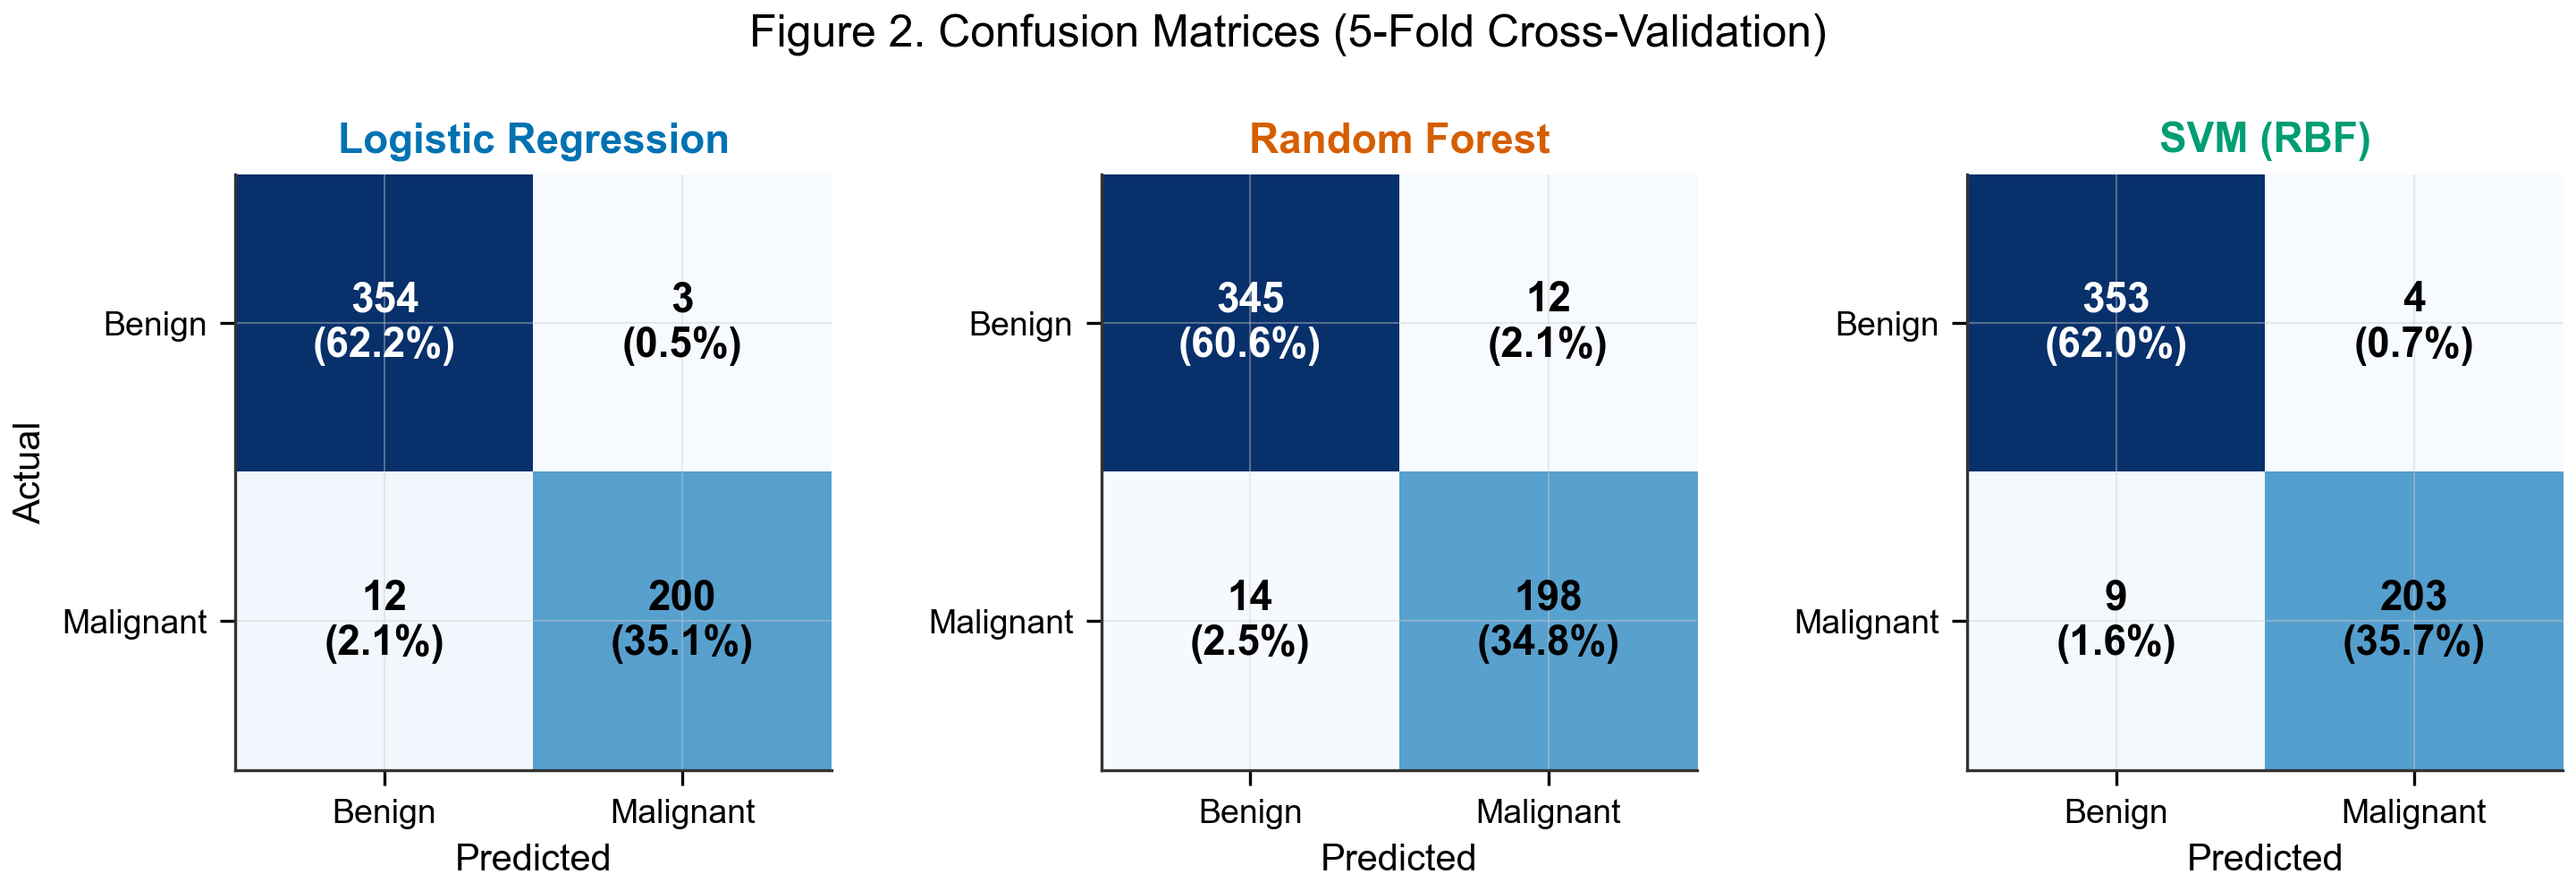 Figure 2. Confusion Matrices (5-Fold Cross-Validation)
Logistic Regression
Actual
Benign
354
(62.2%)
3
(0.5%)
Malignant
12
(2.1%)
200
(35.1%)
Benign
Malignant
Predicted
Random Forest
Benign
345
(60.6%)
12
(2.1%)
Malignant
14
(2.5%)
198
(34.8%)
Benign
Malignant
Predicted
SVM (RBF)
Benign
353
(62.0%)
4
(0.7%)
Malignant
9
(1.6%)
203
(35.7%)
Benign
Malignant
Predicted